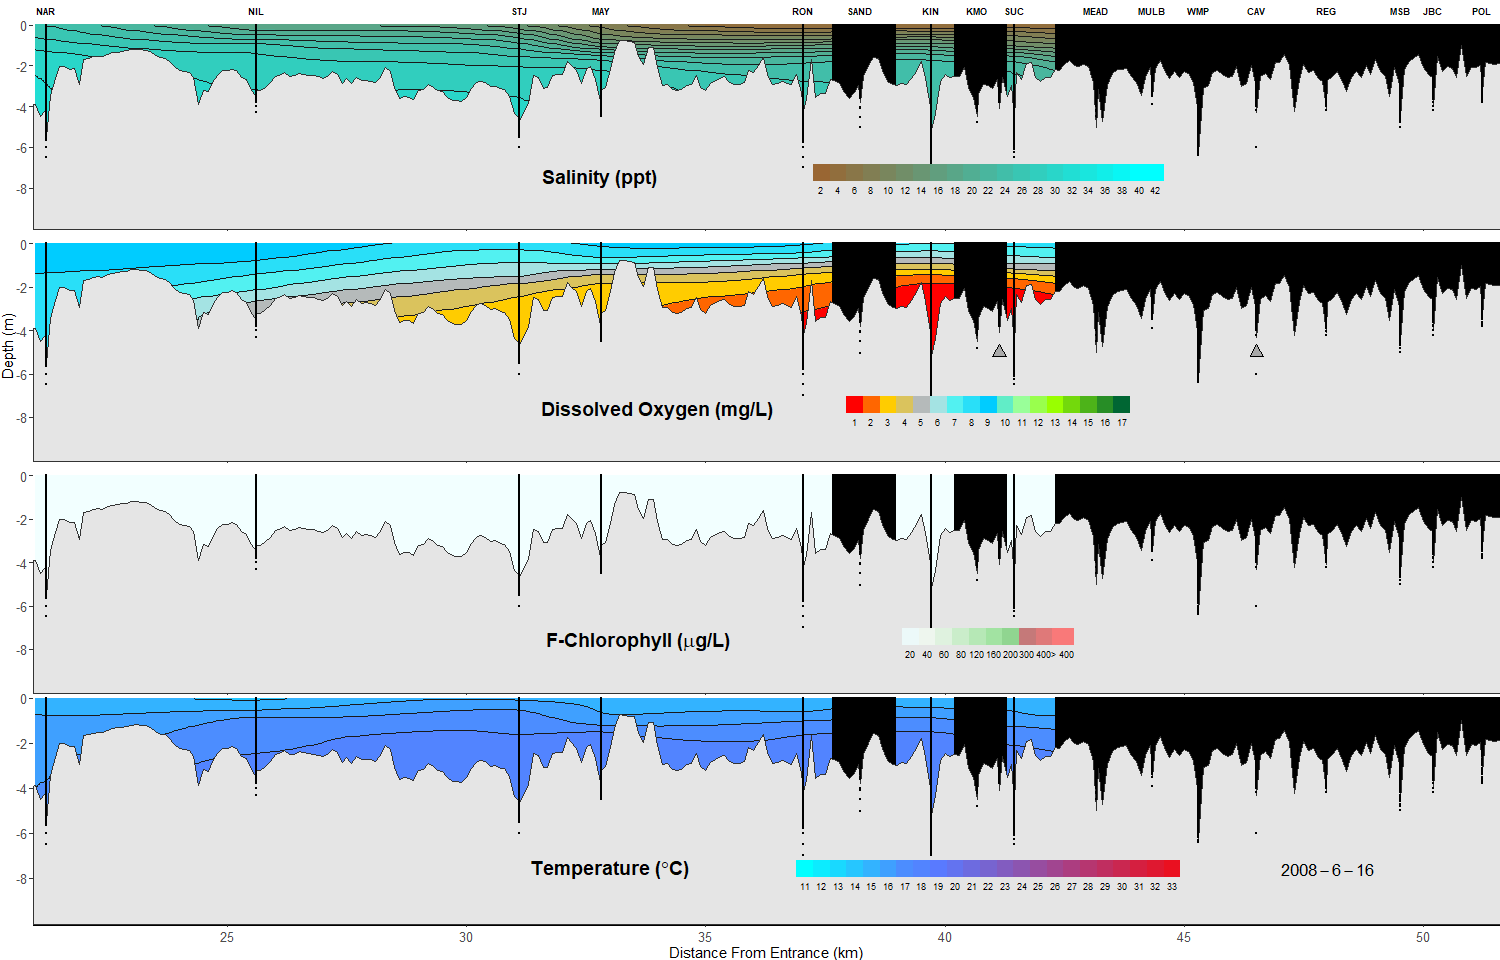 NAR NIL STJ MAY RON SAND KIN KMO SUC MEAD MULB WMP CAV REG MSB JBC POL
0
-2
-4
-6
-8
Salinity (ppt)
2 4 6 8 10 12 14 16 18 20 22 24 26 28 30 32 34 36 38 40 42
0
-2
-4
-6
-8
Depth (m)
Dissolved Oxygen (mg/L)
1 2 3 4 5 6 7 8 9 10 11 12 13 14 15 16 17
0
-2
-4
-6
-8
F-Chlorophyll (μg/L)
20 40 60 80 120 160 200 300 400> 400
0
-2
-4
-6
-8
Temperature (°C)
11 12 13 14 15 16 17 18 19 20 21 22 23 24 25 26 27 28 29 30 31 32 33
2008 – 6 – 16
25 30 35 40 45 50
Distance From Entrance (km)